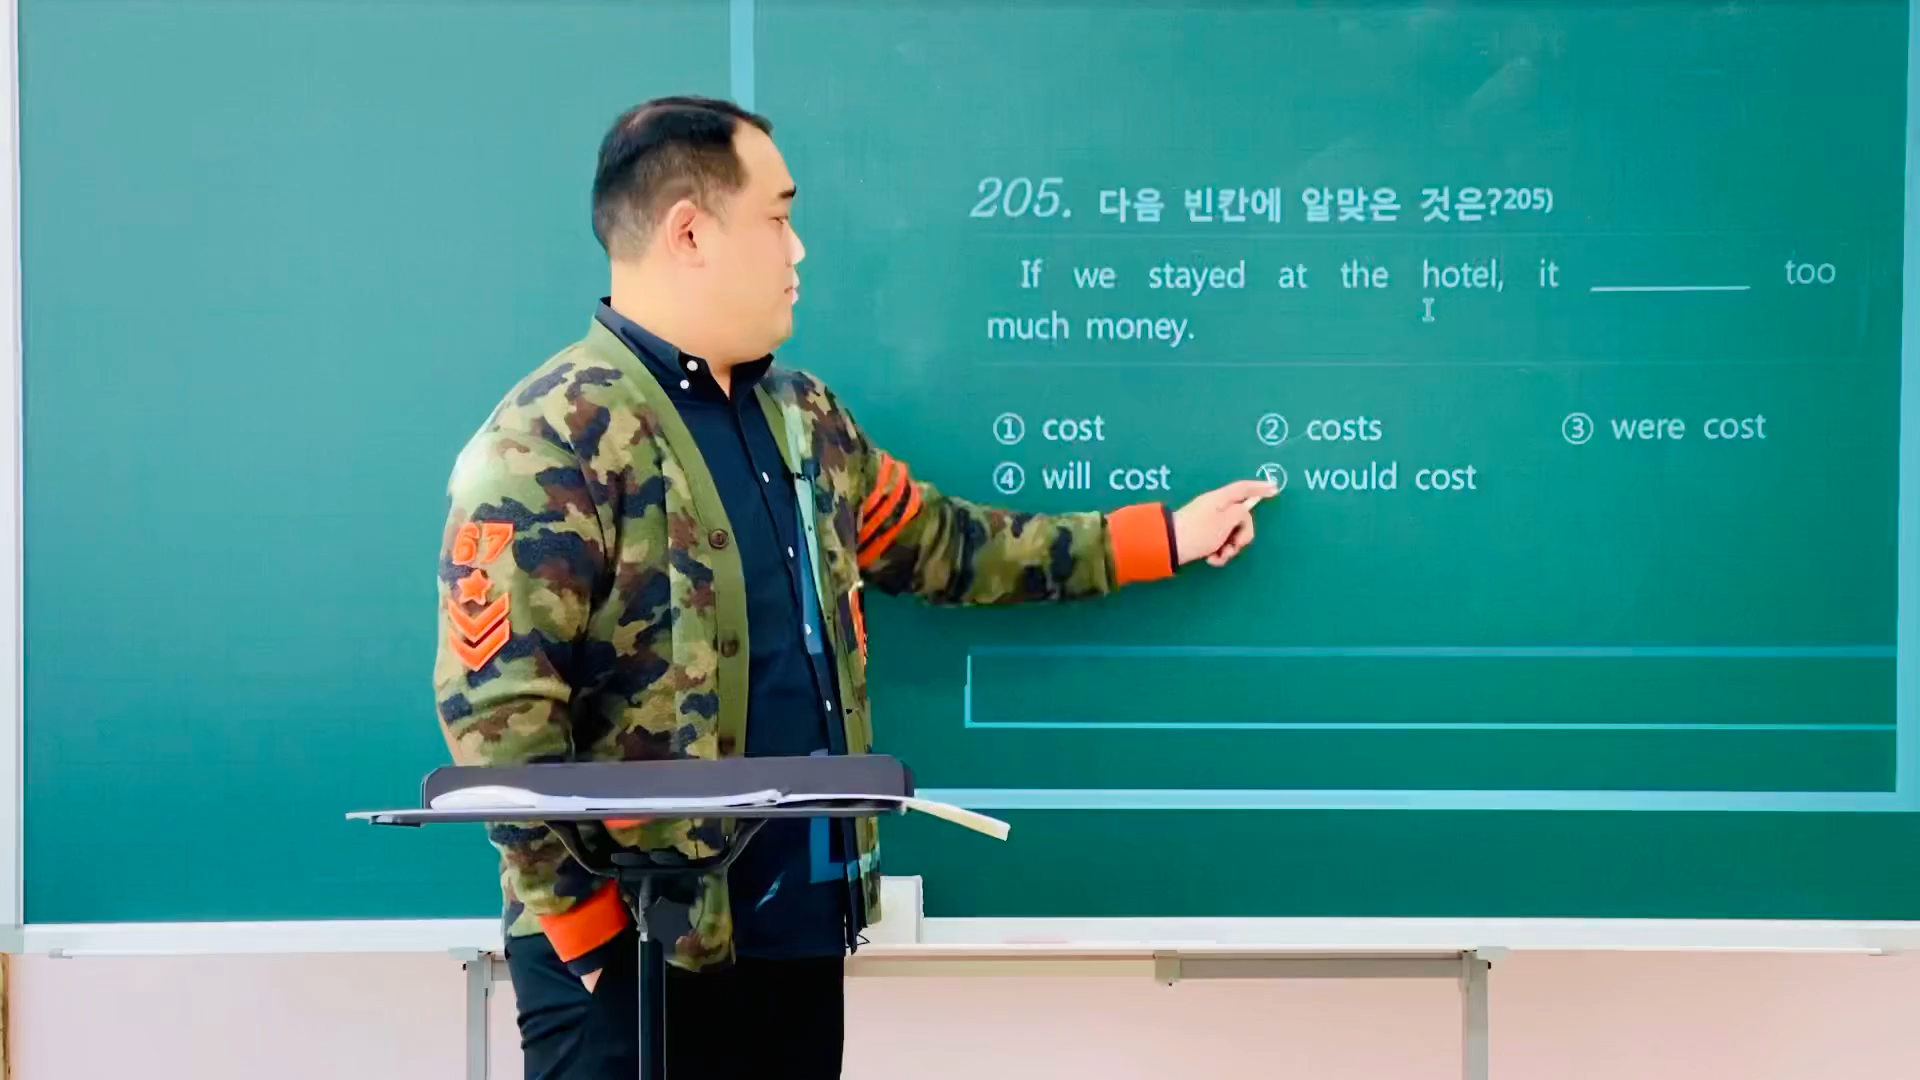 205. 다음 빈칸에 알맞은 것은?205)
If we stayed at the hotel, it ________ too
much money.
① cost ② costs ③ were cost
④ will cost ⑤ would cost
67